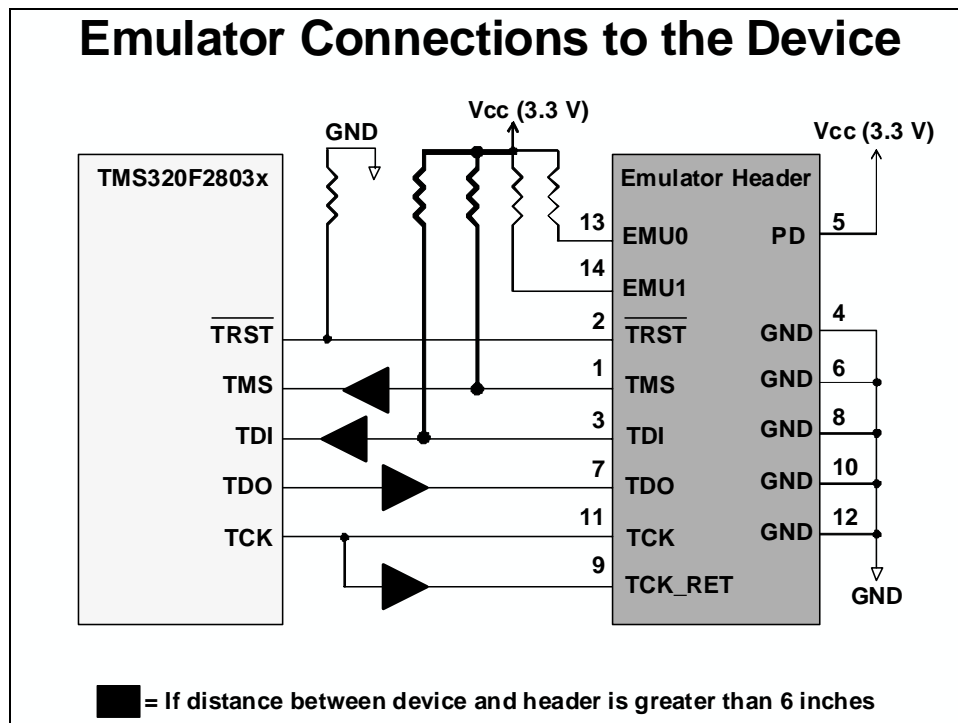 Emulator Connections to the Device
Vcc (3.3 V)
GND
Vcc (3.3 V)
TMS320F2803x
Emulator Header
13
EMU0
PD
5
14
EMU1
TRST
2
TRST
GND
4
TMS
1
TMS
GND
6
TDI
3
TDI
GND
8
TDO
7
TDO
GND
10
TCK
11
TCK
GND
12
9
TCK_RET
GND
= If distance between device and header is greater than 6 inches